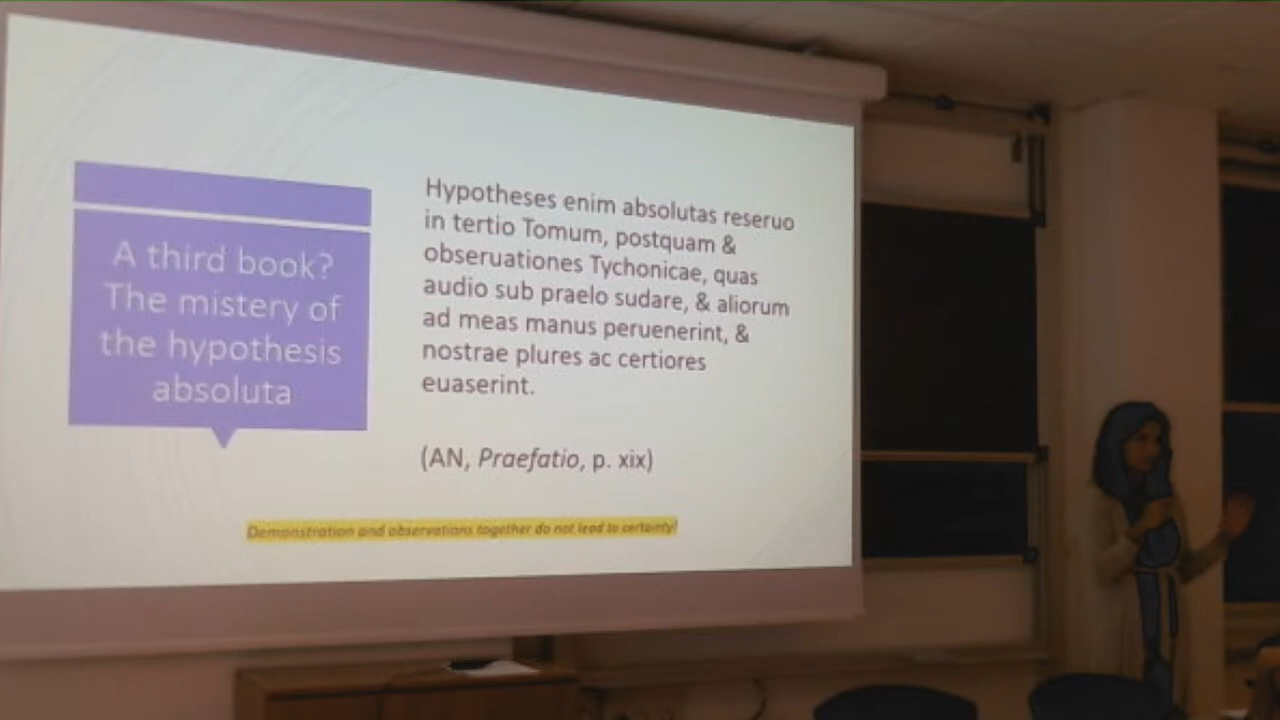 A third book?
The mistery of
the hypothesis
absoluta
Hypotheses enim absolutas reseruo
in tertio Tomum, postquam &
obseruationes Tychonicae, quas
audio sub praelo sudare, & aliorum
ad meas manus peruenerint, &
nostrae plures ac certiores
euaserint.
(AN, Praefatio, p. xix)
Demonstration and observations together do not lead to certainty!